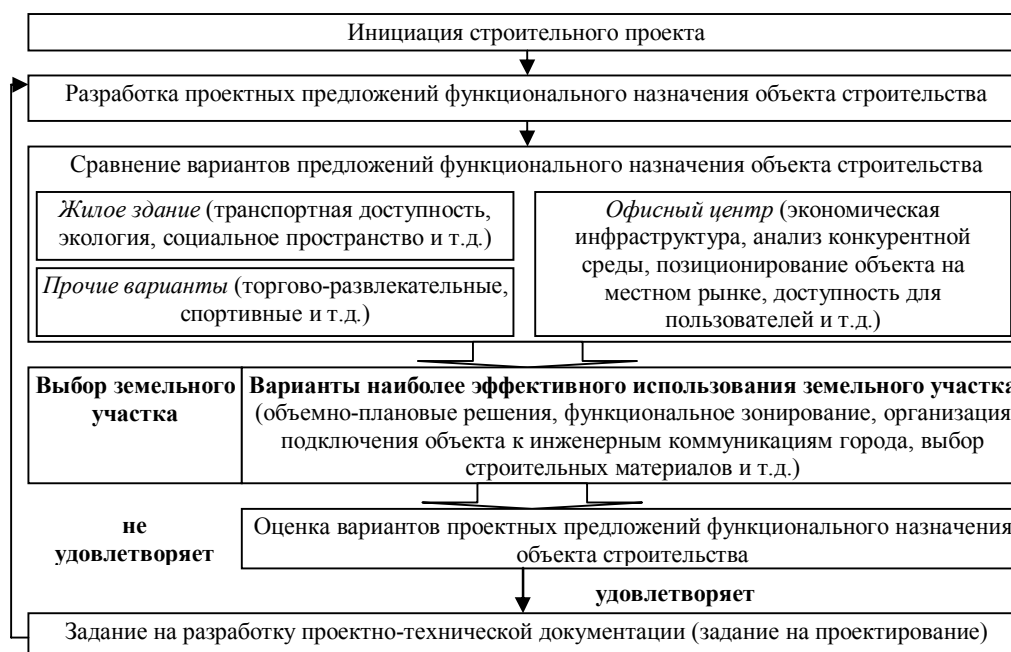 Инициация строительного проекта
Разработка проектных предложений функционального назначения объекта строительства
Сравнение вариантов предложений функционального назначения объекта строительства
Жилое здание (транспортная доступность,
экология, социальное пространство и т.д.)
Прочие варианты (торгово-развлекательные,
спортивные и т.д.)
Офисный центр (экономическая
инфраструктура, анализ конкурентной
среды, позиционирование объекта на
местном рынке, доступность для
пользователей и т.д.)
Выбор земельного
участка
Варианты наиболее эффективного использования земельного участка
(объемно-плановые решения, функциональное зонирование, организация
подключения объекта к инженерным коммуникациям города, выбор
строительных материалов и т.д.)
не
удовлетворяет
Оценка вариантов проектных предложений функционального назначения
объекта строительства
удовлетворяет
Задание на разработку проектно-технической документации (задание на проектирование)